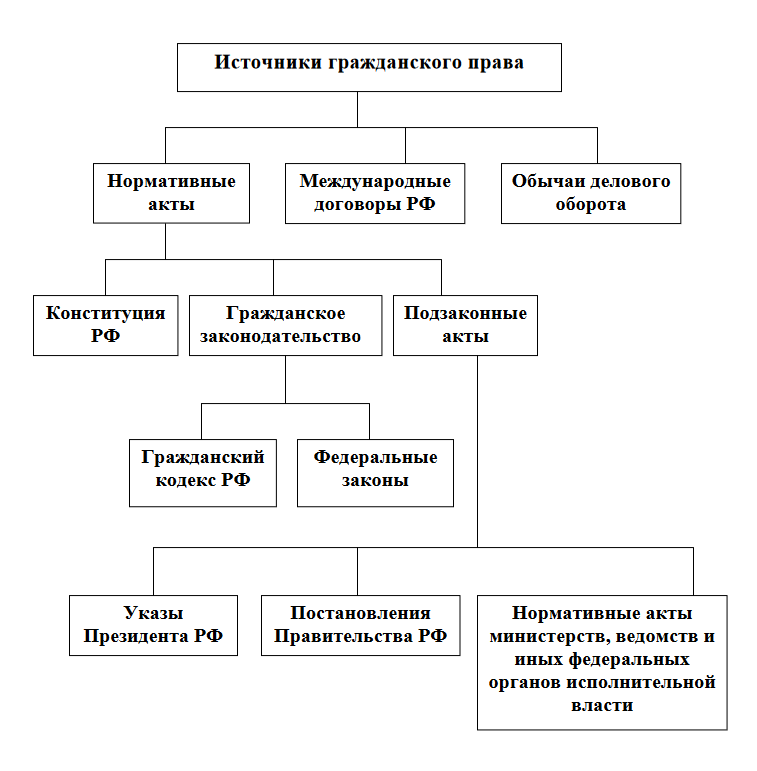 Источники гражданского права
Нормативные
акты
Международные
договоры РФ
Обычаи делового
оборота
Конституция
РФ
Гражданское
законодательство
Подзаконные
акты
Гражданский
кодекс РФ
Федеральные
законы
Указы
Президента РФ
Постановления
Правительства РФ
Нормативные акты
министерств, ведомств и
иных федеральных
органов исполнительной
власти